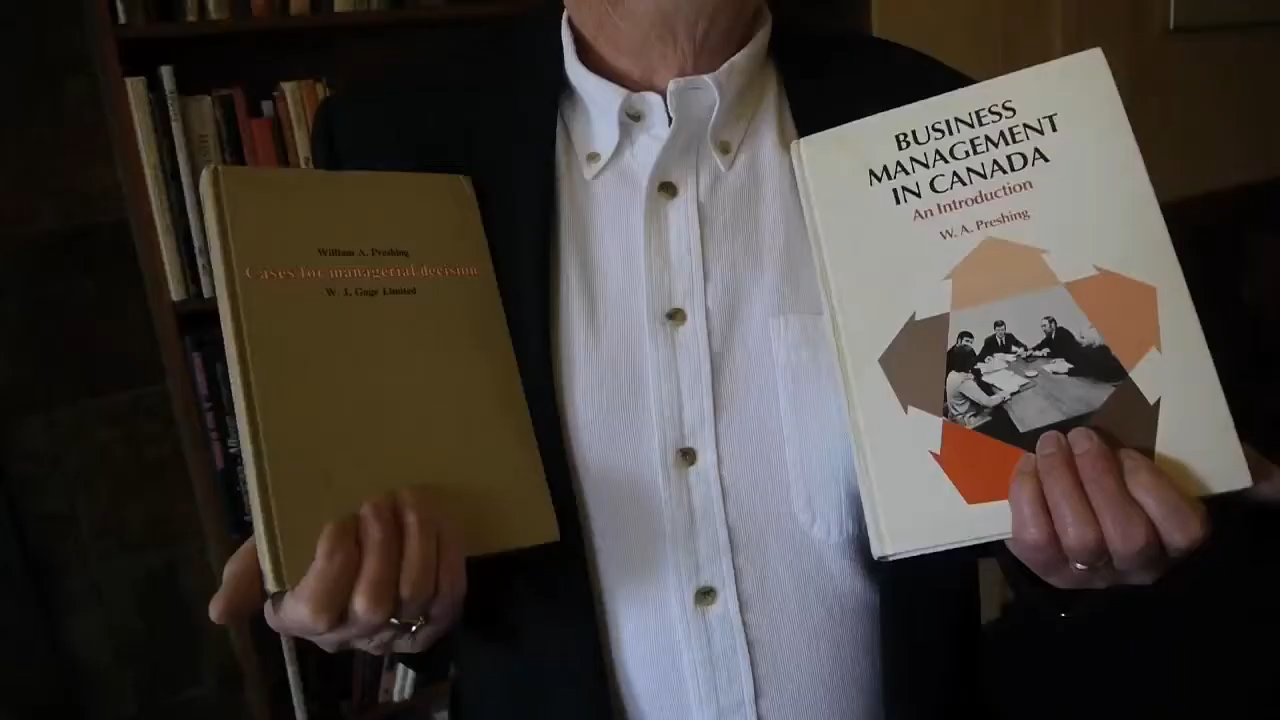 William A. Preshing
Cases for managerial decision
W. J. Gage Limited
BUSINESS
MANAGEMENT
IN CANADA
An Introduction
W. A. Preshing